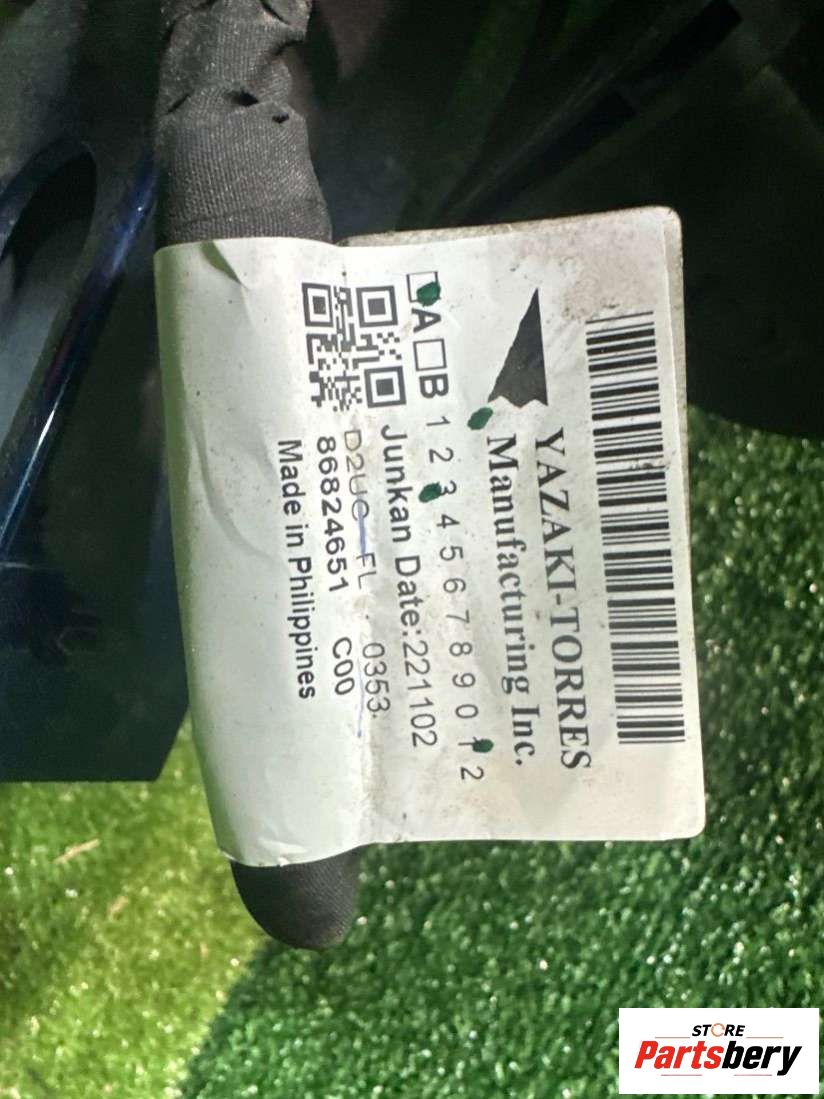 YAZAKI-TORRES
Manufacturing Inc.
A B 1 2 3 4 5 6 7 8 9 0 1 2
Junkan Date:221102
D2UC-FL 0353
86824651 C00
Made in Philippines
STORE
Partsbery